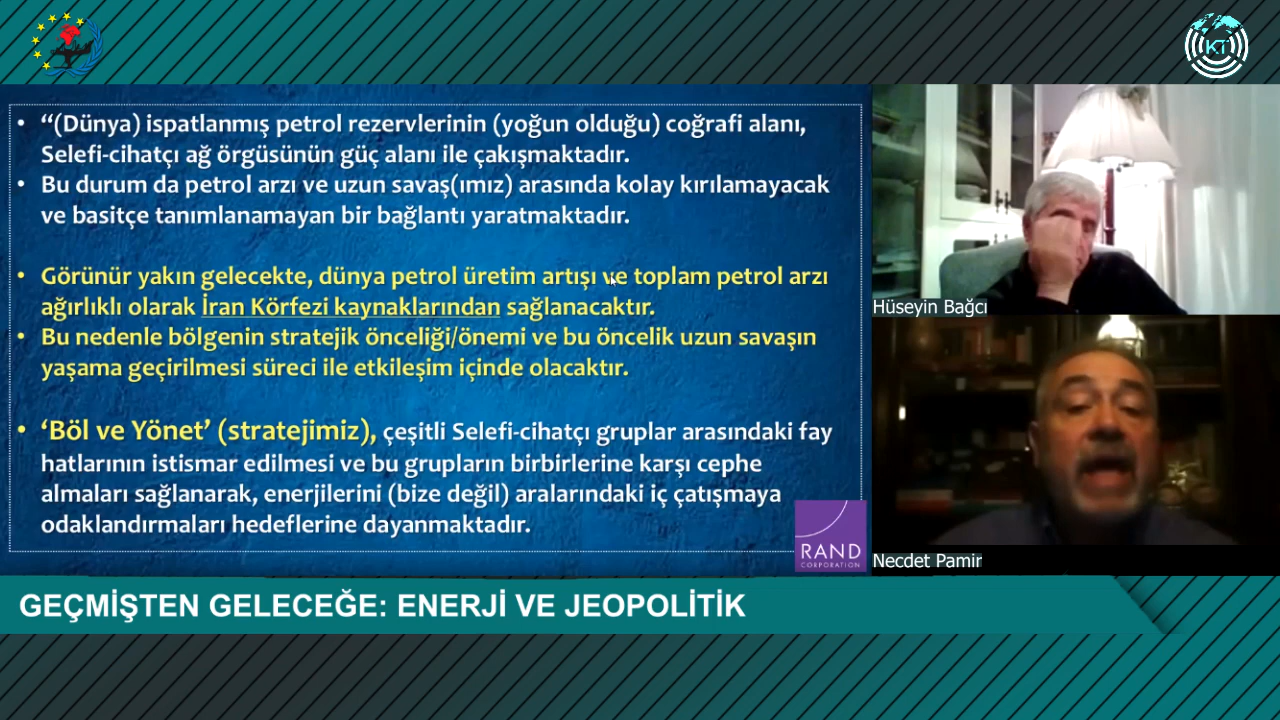 KT
• “(Dünya) ispatlanmış petrol rezervlerinin (yoğun olduğu) coğrafi alanı,
Selefi-cihatçı ağ örgüsünün güç alanı ile çakışmaktadır.
• Bu durum da petrol arzı ve uzun savaş(ımız) arasında kolay kırılamayacak
ve basitçe tanımlanamayan bir bağlantı yaratmaktadır.
• Görünür yakın gelecekte, dünya petrol üretim artışı ve toplam petrol arzı
ağırlıklı olarak İran Körfezi kaynaklarından sağlanacaktır.
• Bu nedenle bölgenin stratejik önceliği/önemi ve bu öncelik uzun savaşın
yaşama geçirilmesi süreci ile etkileşim içinde olacaktır.
• ‘Böl ve Yönet’ (stratejimiz), çeşitli Selefi-cihatçı gruplar arasındaki fay
hatlarının istismar edilmesi ve bu grupların birbirlerine karşı cephe
almaları sağlanarak, enerjilerini (bize değil) aralarındaki iç çatışmaya
odaklandırmaları hedeflerine dayanmaktadır.
RAND
CORPORATION
Hüseyin Bağcı
Necdet Pamir
GEÇMİŞTEN GELECEĞE: ENERJİ VE JEOPOLİTİK